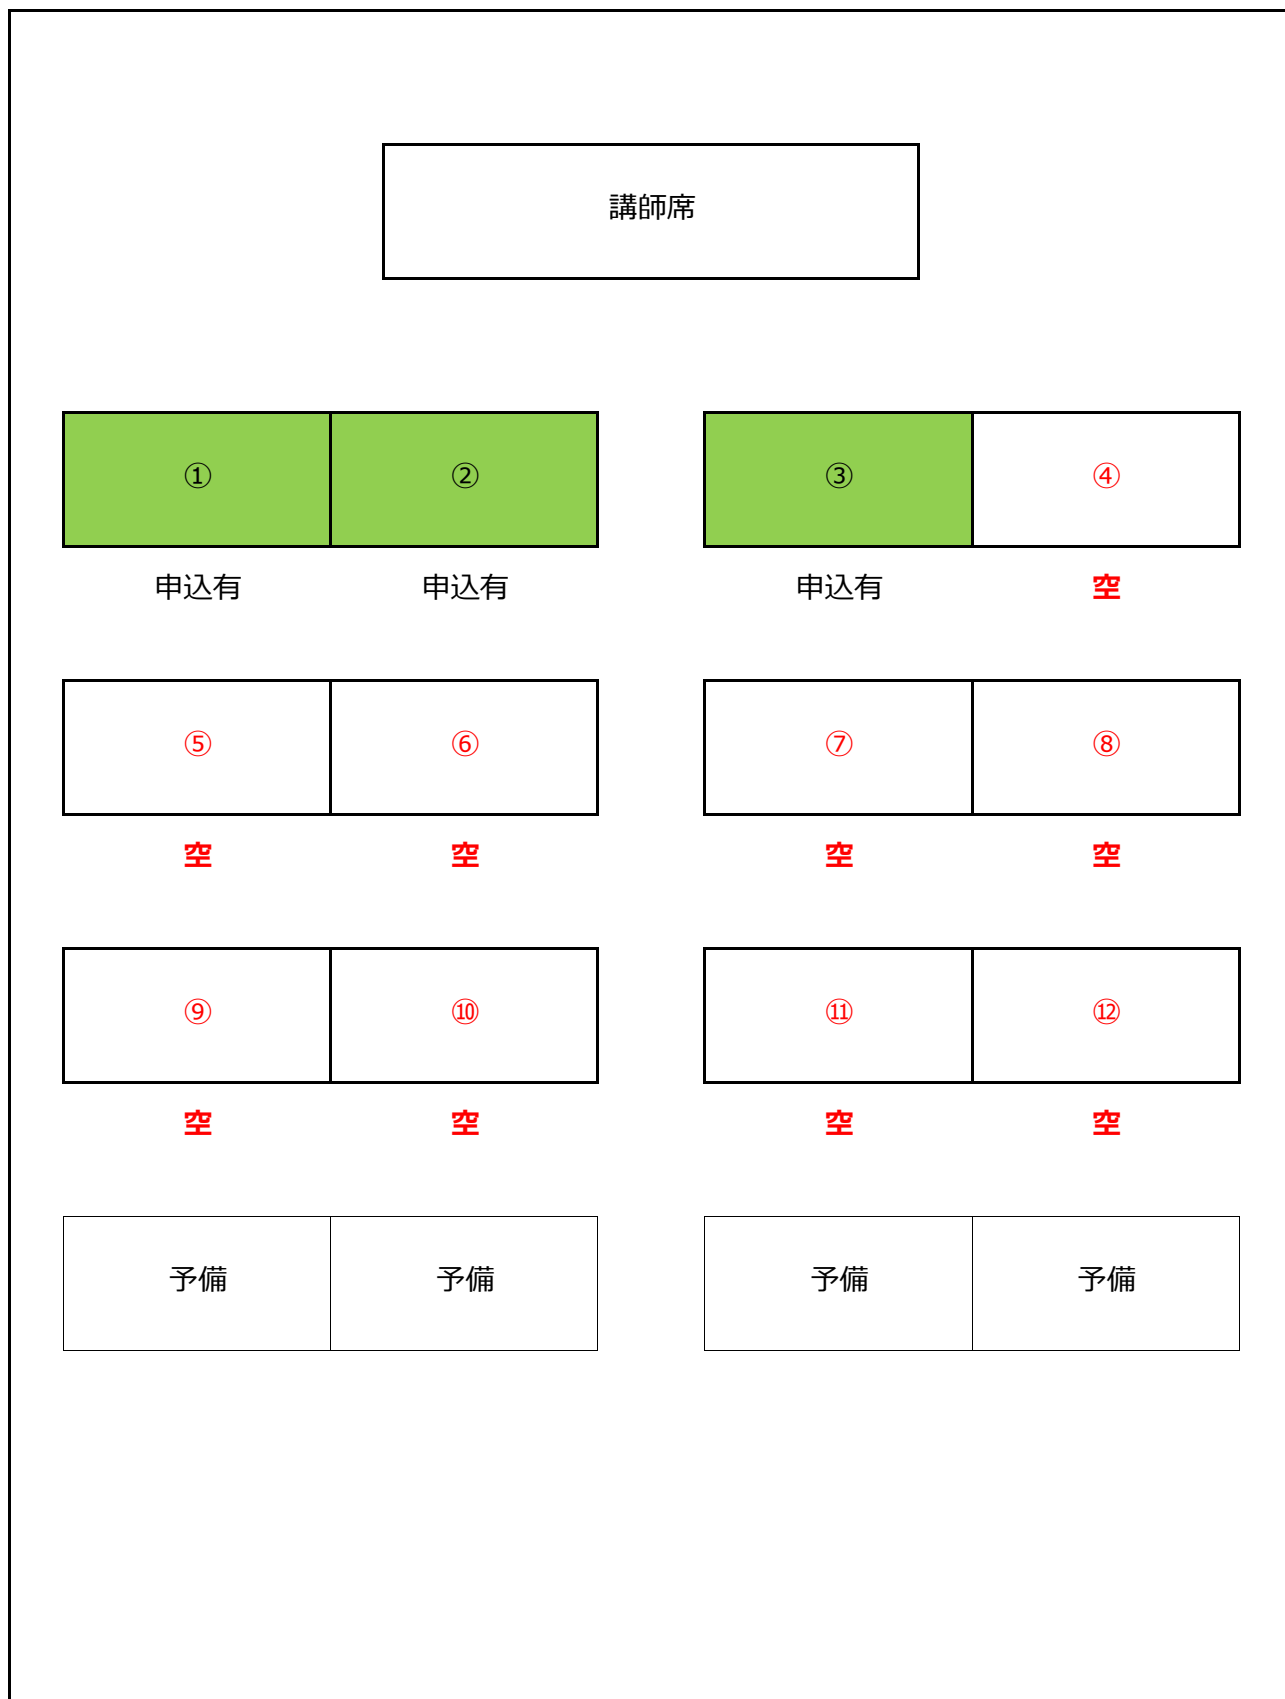 講師席
① ② ③ ④
申込有 申込有 申込有 空
⑤ ⑥ ⑦ ⑧
空 空 空 空
⑨ ⑩ ⑪ ⑫
空 空 空 空
予備 予備 予備 予備